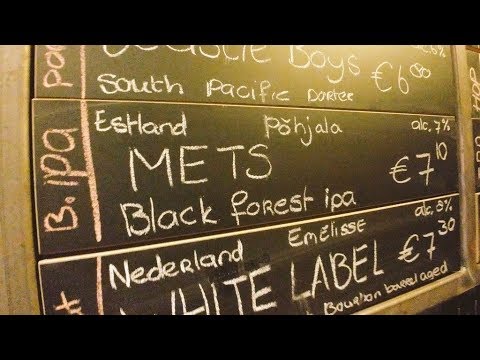 Boys
South Pacific Porter €6⁰⁰
B. IPA
Estland Põhjala alc. 7%
METS €7¹⁰
Black forest ipa
Nederland Emélisse
WHITE LABEL €7³⁰
Bourbon barrel aged